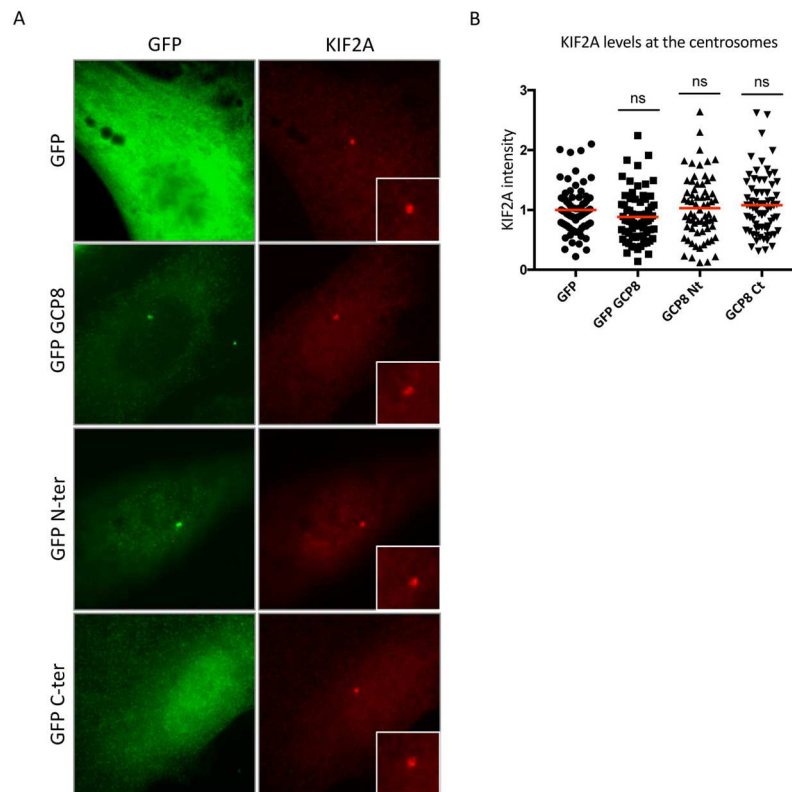 A
GFP
KIF2A
GFP
GFP GCP8
GFP N-ter
GFP C-ter
B
KIF2A levels at the centrosomes
KIF2A intensity
3
2
1
0
ns
ns
ns
GFP
GFP GCP8
GCP8 Nt
GCP8 Ct